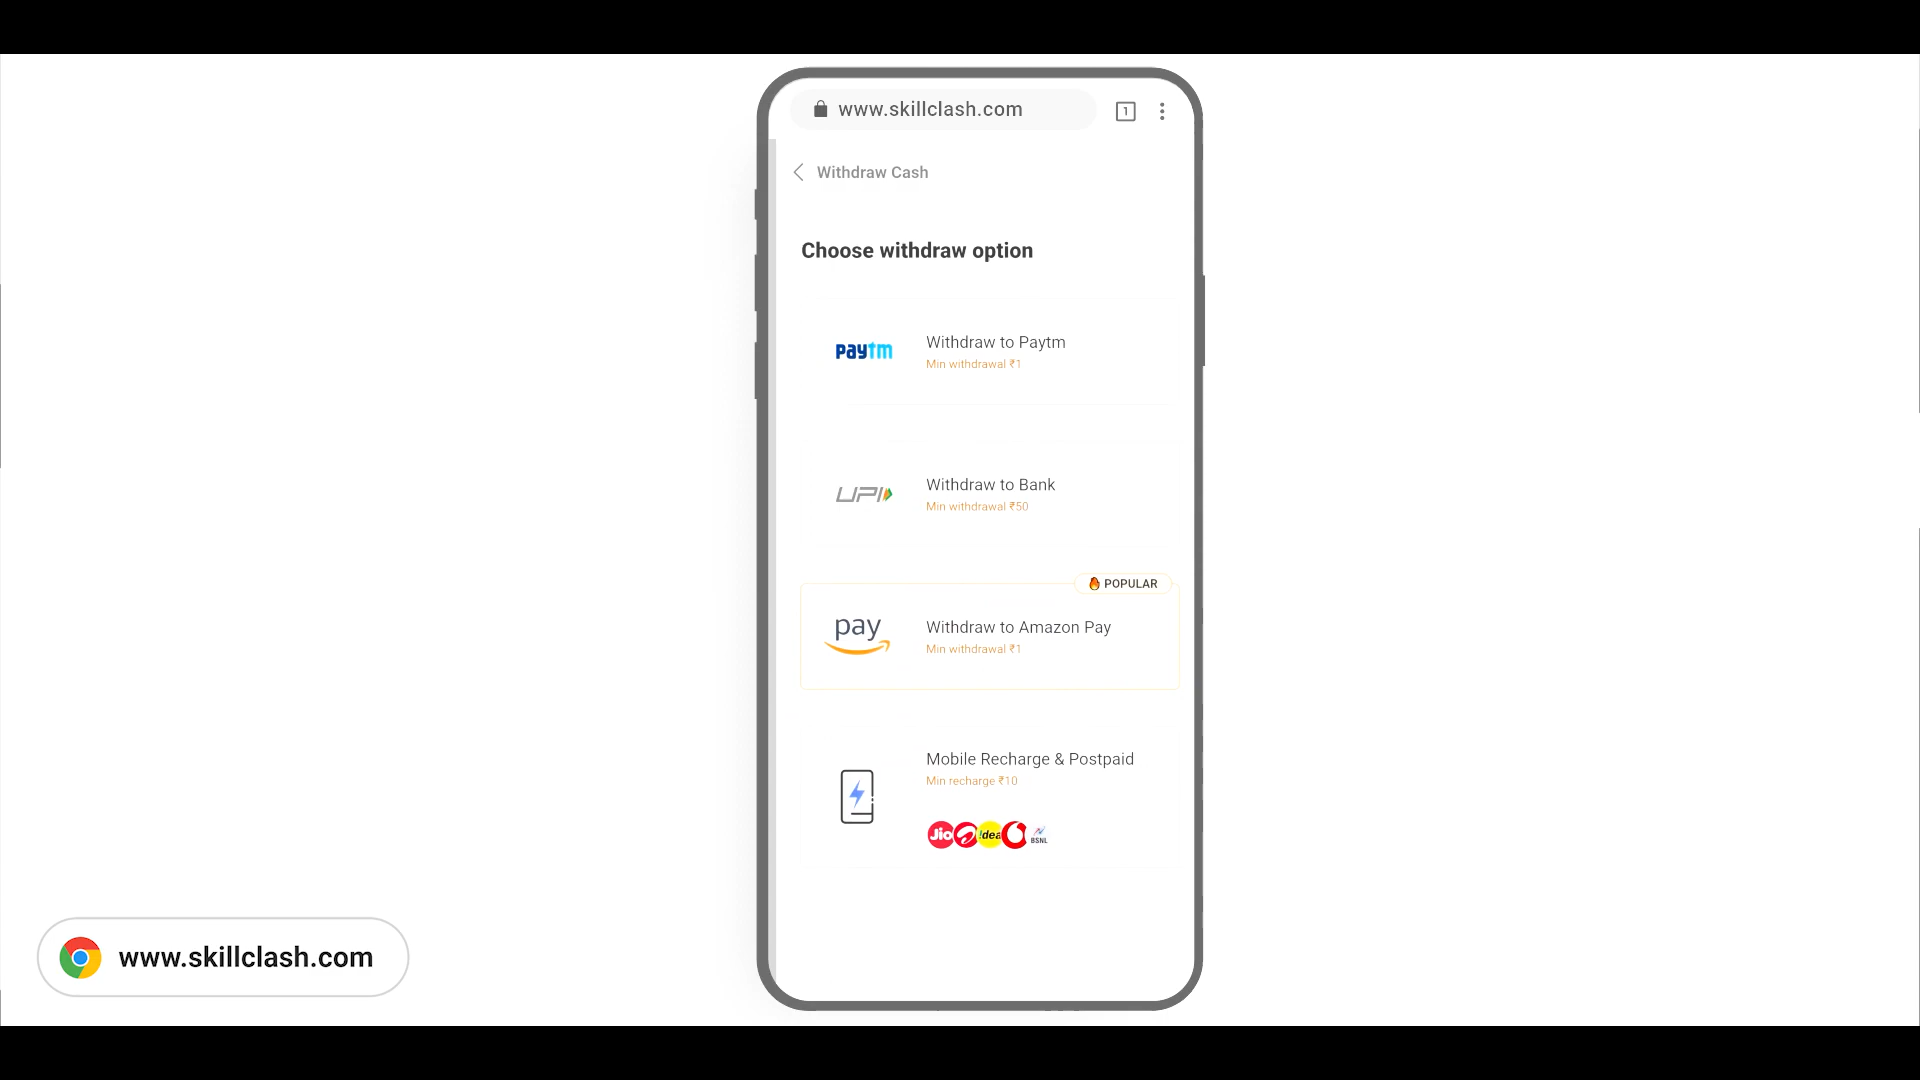 www.skillclash.com
1
Withdraw Cash
Choose withdraw option
paytm
Withdraw to Paytm
Min withdrawal ₹1
UPI
Withdraw to Bank
Min withdrawal ₹50
POPULAR
pay
Withdraw to Amazon Pay
Min withdrawal ₹1
Mobile Recharge & Postpaid
Min recharge ₹10
Jio
!dea
BSNL
www.skillclash.com